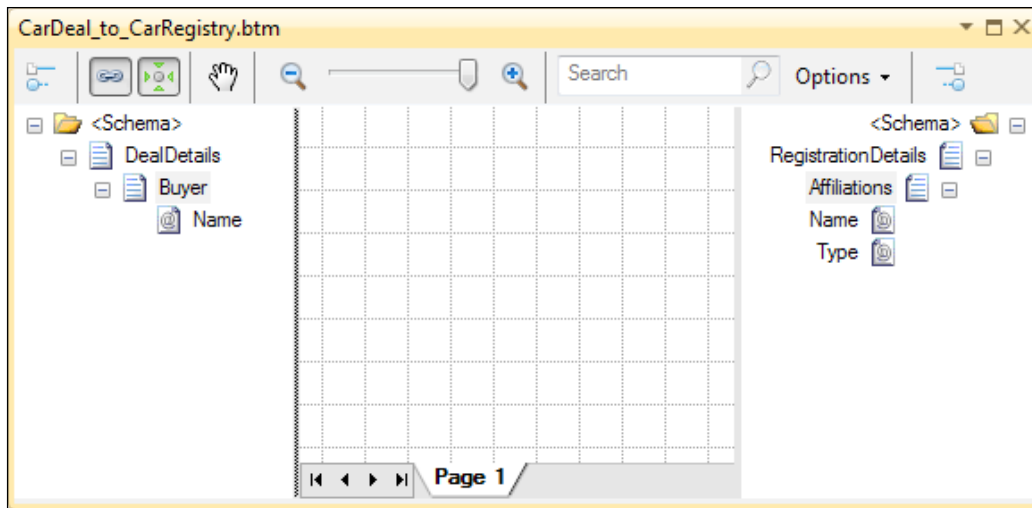 CarDeal_to_CarRegistry.btm
Search
Options
<Schema>
DealDetails
Buyer
Name
<Schema>
RegistrationDetails
Affiliations
Name
Type
Page 1